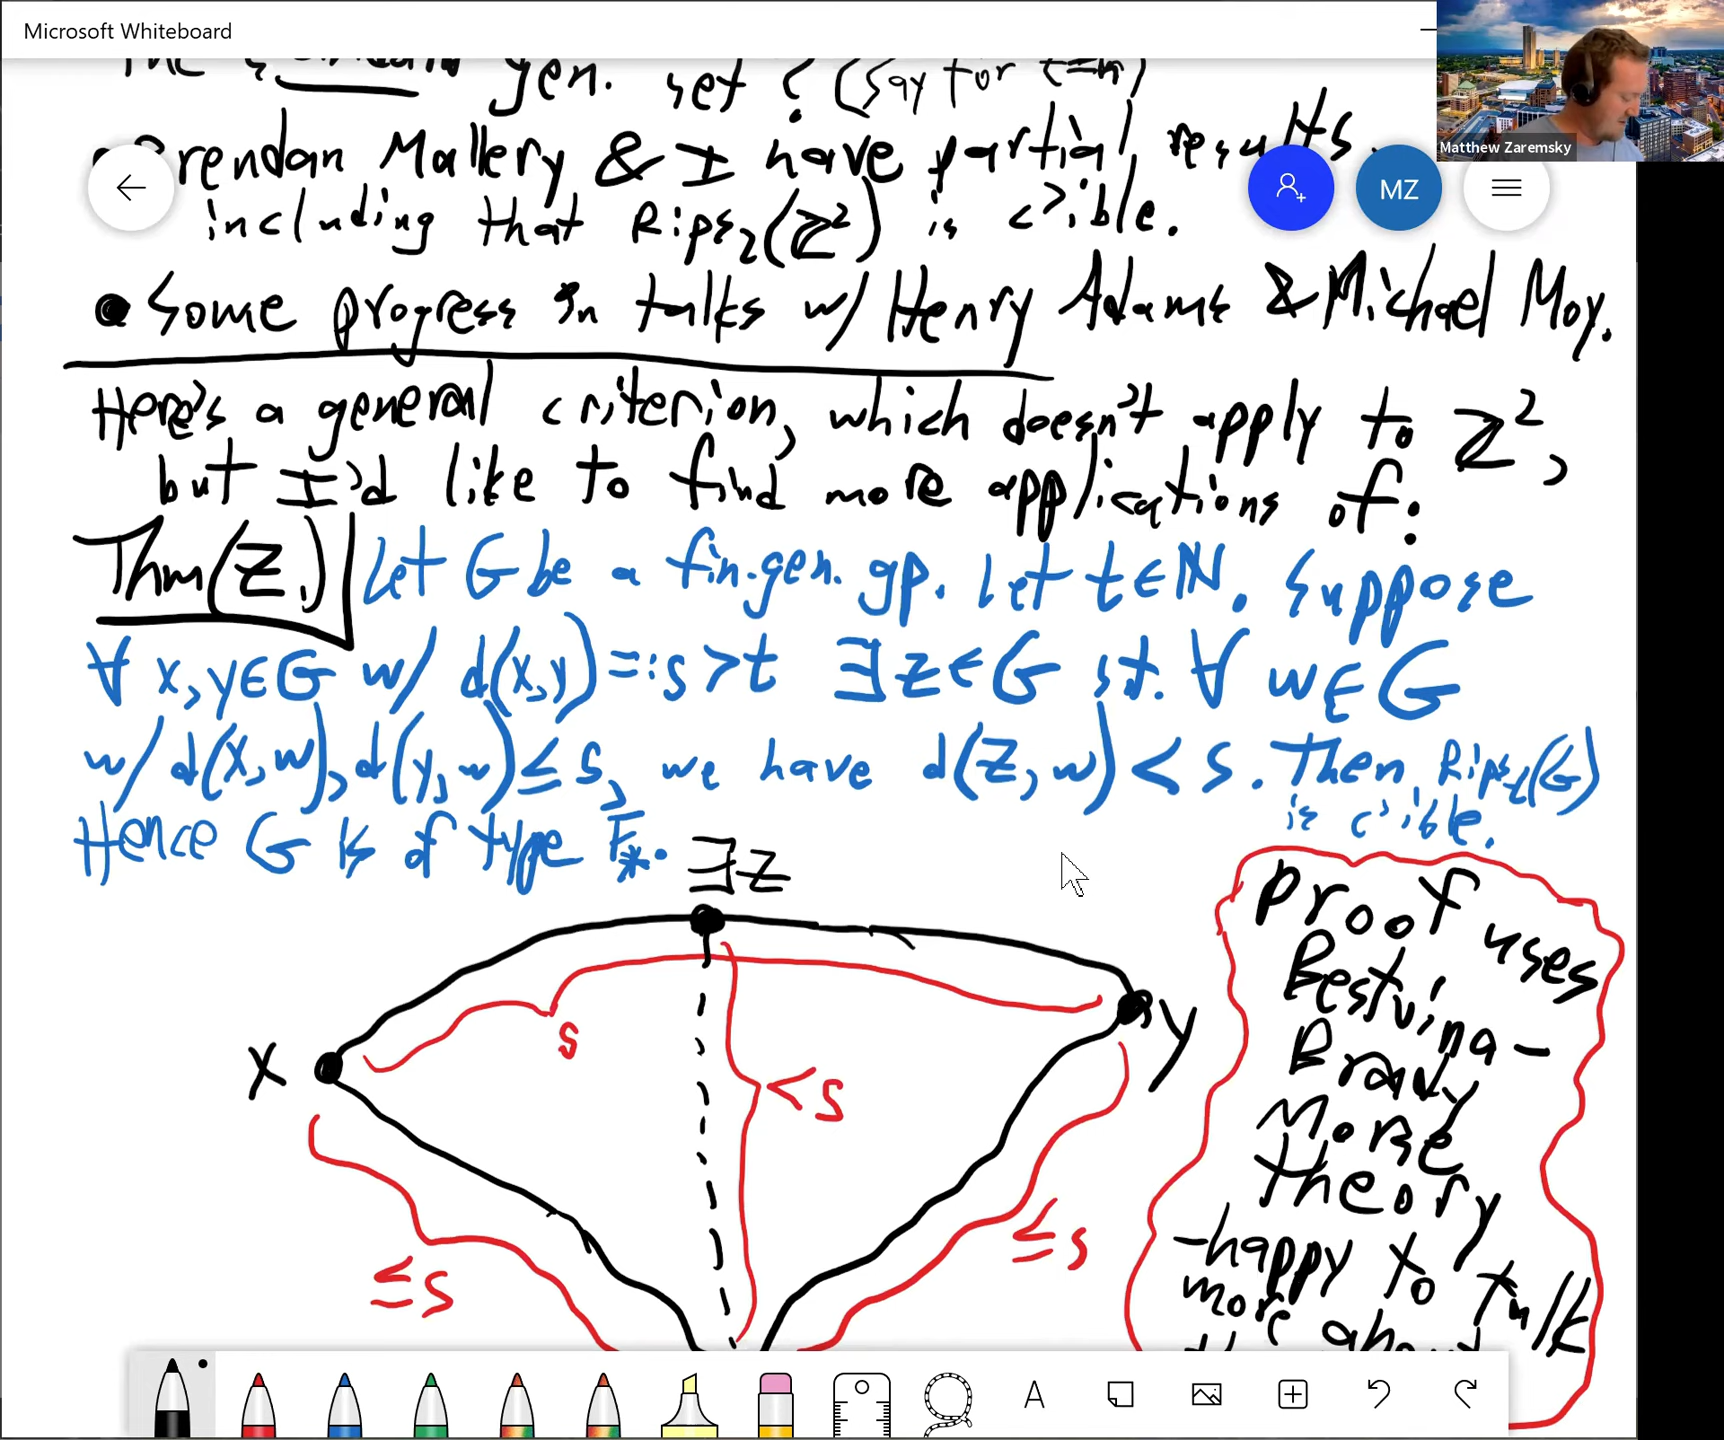 Microsoft Whiteboard
Matthew Zaremsky
MZ
gen. set ? (say for t=n)
Brendan Mallery & I have partial results,
including that Rips₂(ℤ²) is c'ible.
• Some progress in talks w/ Henry Adams & Michael Moy.
Here's a general criterion, which doesn't apply to ℤ²,
but I'd like to find more applications of:
Thm(Z.) Let G be a fin.gen. gp. Let t∈ℕ. Suppose
∀ x,y∈G w/ d(x,y)=:s>t ∃z∈G st. ∀ w∈G
w/ d(x,w),d(y,w)≤s, we have d(z,w)<s. Then Ripsₜ(G)
is c'ible.
Hence G is of type F_*.
∃z
x
y
s
<s
≤s
≤s
Proof uses
Bestvina-
Brady
Morse
Theory
-happy to talk
more about
A